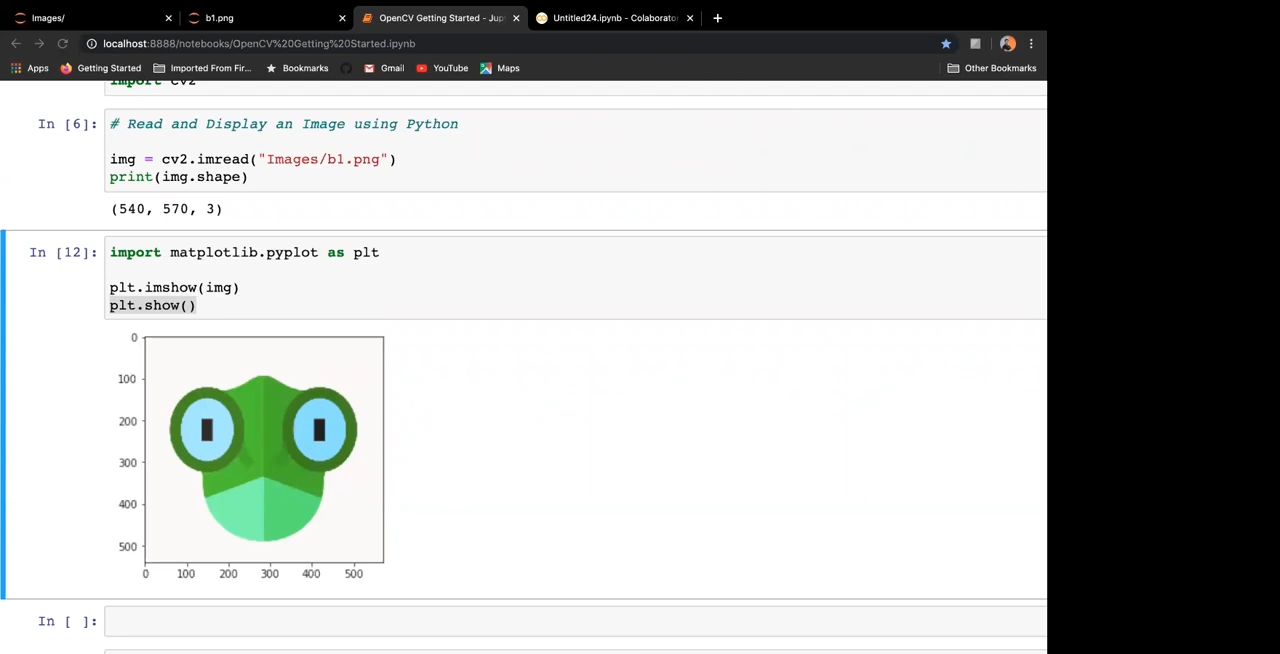 Images/ b1.png OpenCV Getting Started - Jup Untitled24.ipynb - Colaborator
localhost:8888/notebooks/OpenCV%20Getting%20Started.ipynb
Apps Getting Started Imported From Fir... Bookmarks Gmail YouTube Maps Other Bookmarks
import cv2
In [6]: # Read and Display an Image using Python
img = cv2.imread("Images/b1.png")
print(img.shape)
(540, 570, 3)
In [12]: import matplotlib.pyplot as plt
plt.imshow(img)
plt.show()
0
100
200
300
400
500
0 100 200 300 400 500
In [ ]: